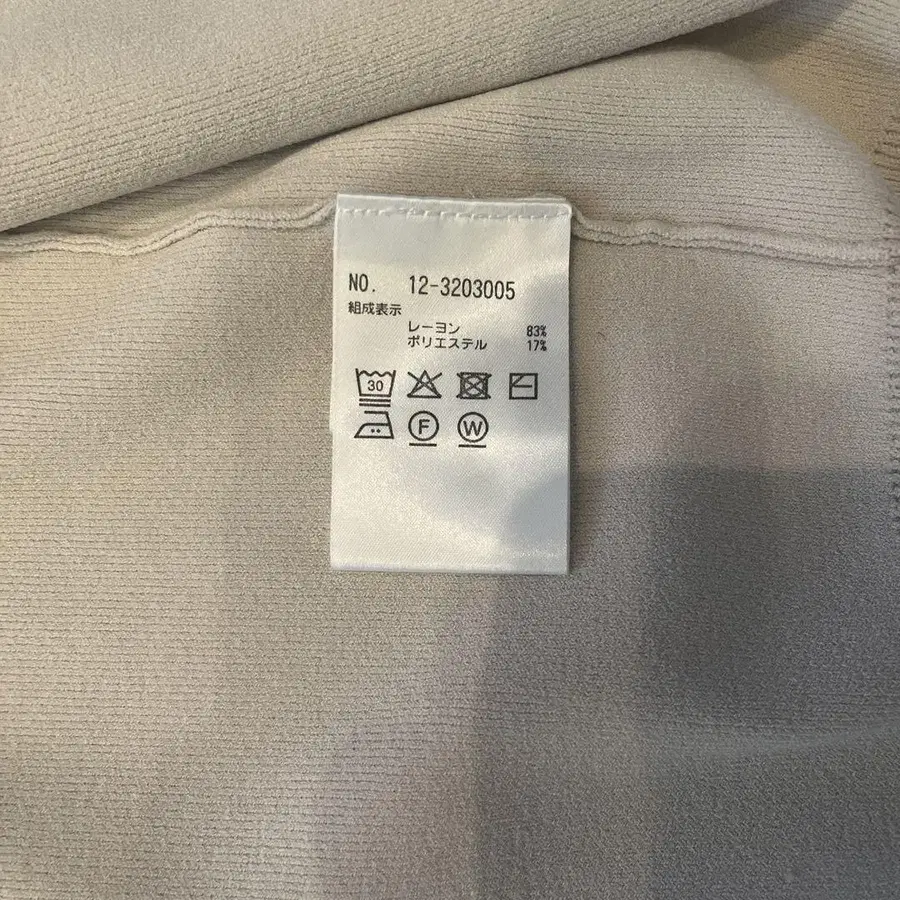 NO. 12-3203005
組成表示
レーヨン 83%
ポリエステル 17%
30
F W